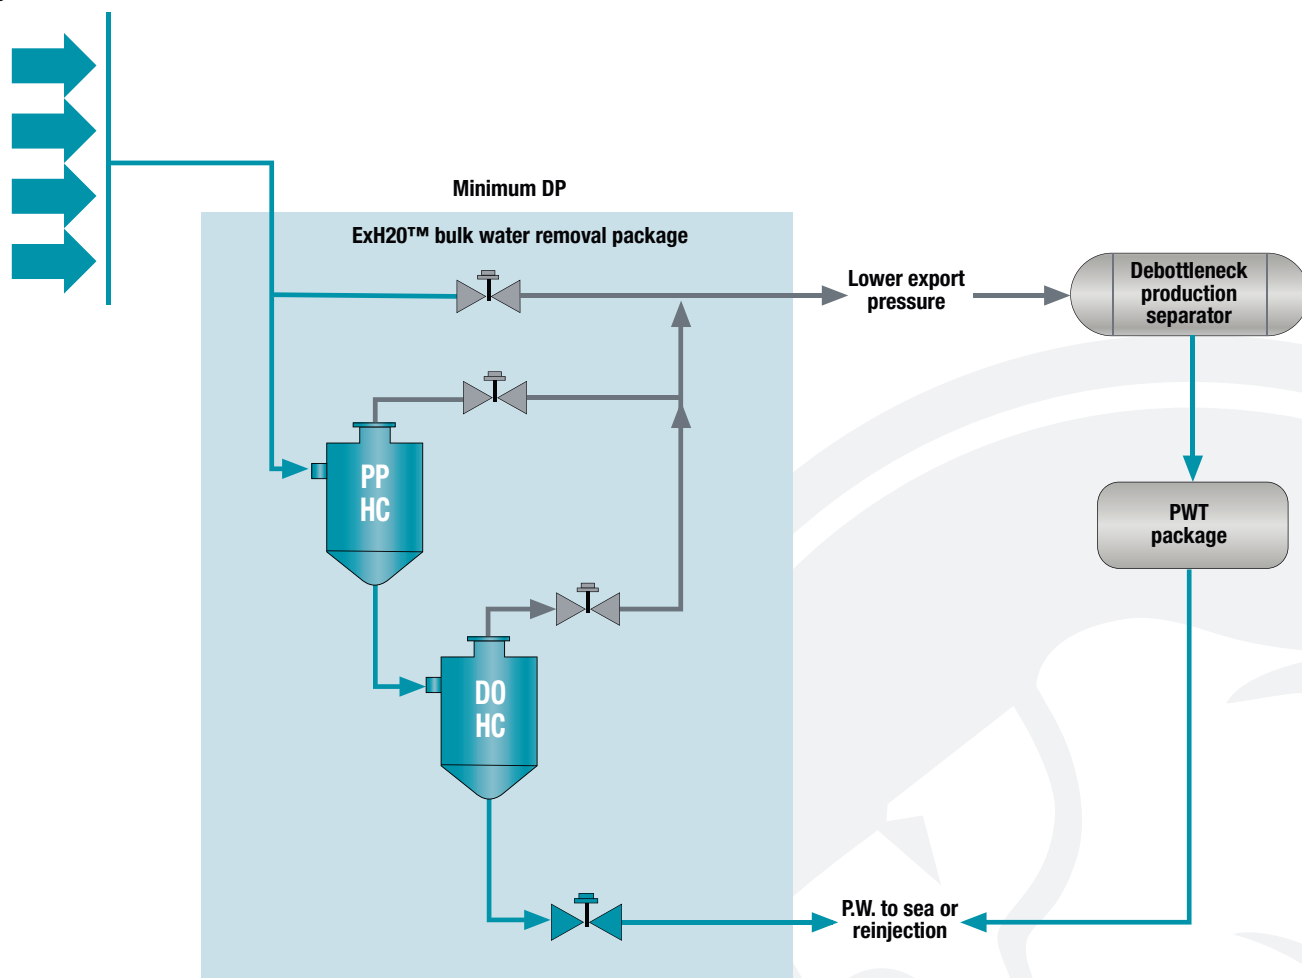 Minimum DP
ExH20™ bulk water removal package
Lower export
pressure
Debottleneck
production
separator
PP
HC
PWT
package
DO
HC
P.W. to sea or
reinjection